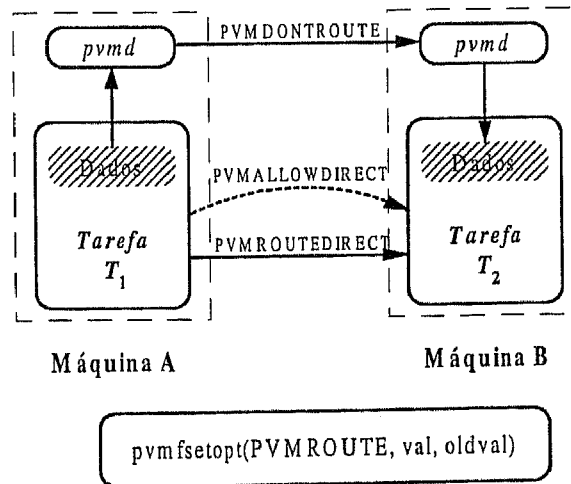 pvmd
PVMDONTROUTE
pvmd
Dados
Dados
PVMALLOWDIRECT
Tarefa
T1
PVMROUTEDIRECT
Tarefa
T2
Máquina A
Máquina B
pvmfsetopt(PVMROUTE, val, oldval)